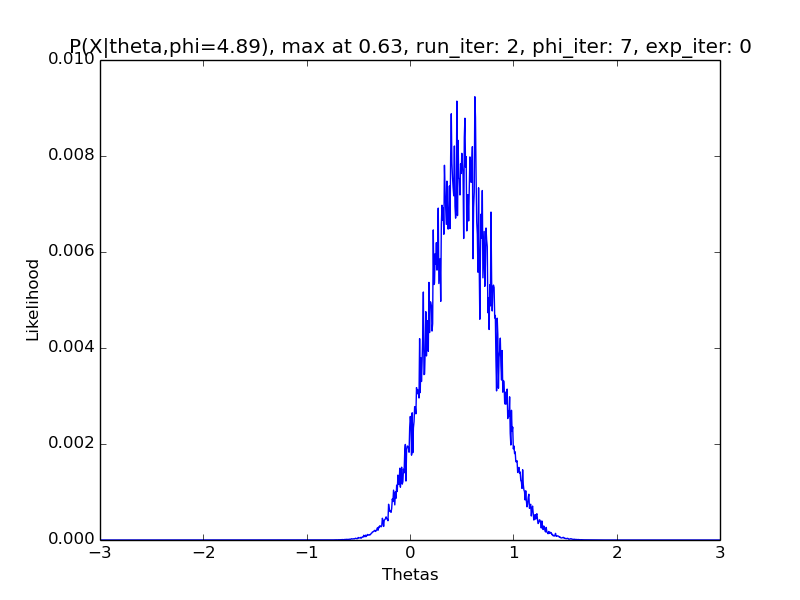 P(X|theta,phi=4.89), max at 0.63, run_iter: 2, phi_iter: 7, exp_iter: 0
0.010
0.008
0.006
0.004
0.002
0.000
Likelihood
−3 −2 −1 0 1 2 3
Thetas